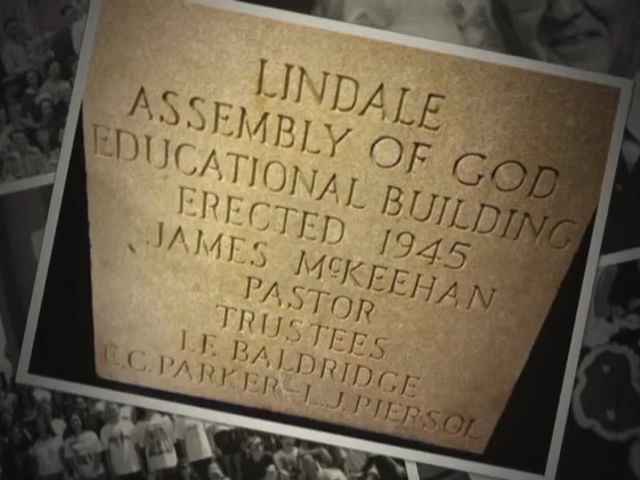 LINDALE
ASSEMBLY OF GOD
EDUCATIONAL BUILDING
ERECTED 1945
JAMES McKEEHAN
PASTOR
TRUSTEES
I.F. BALDRIDGE
E.C. PARKER-L.J. PIERSOL